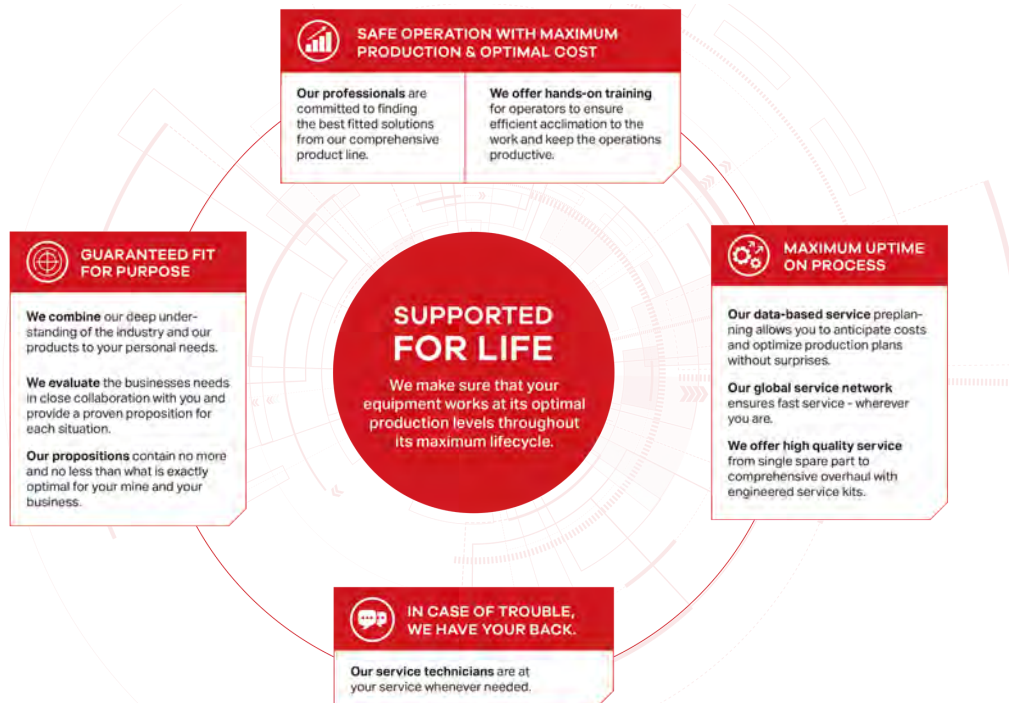 SAFE OPERATION WITH MAXIMUM
PRODUCTION & OPTIMAL COST
Our professionals are
committed to finding
the best fitted solutions
from our comprehensive
product line.
We offer hands-on training
for operators to ensure
efficient acclimation to the
work and keep the operations
productive.
GUARANTEED FIT
FOR PURPOSE
We combine our deep under-
standing of the industry and our
products to your personal needs.
We evaluate the businesses needs
in close collaboration with you and
provide a proven proposition for
each situation.
Our propositions contain no more
and no less than what is exactly
optimal for your mine and your
business.
SUPPORTED
FOR LIFE
We make sure that your
equipment works at its optimal
production levels throughout
its maximum lifecycle.
MAXIMUM UPTIME
ON PROCESS
Our data-based service preplan-
ning allows you to anticipate costs
and optimize production plans
without surprises.
Our global service network
ensures fast service - wherever
you are.
We offer high quality service
from single spare part to
comprehensive overhaul with
engineered service kits.
IN CASE OF TROUBLE,
WE HAVE YOUR BACK.
Our service technicians are at
your service whenever needed.